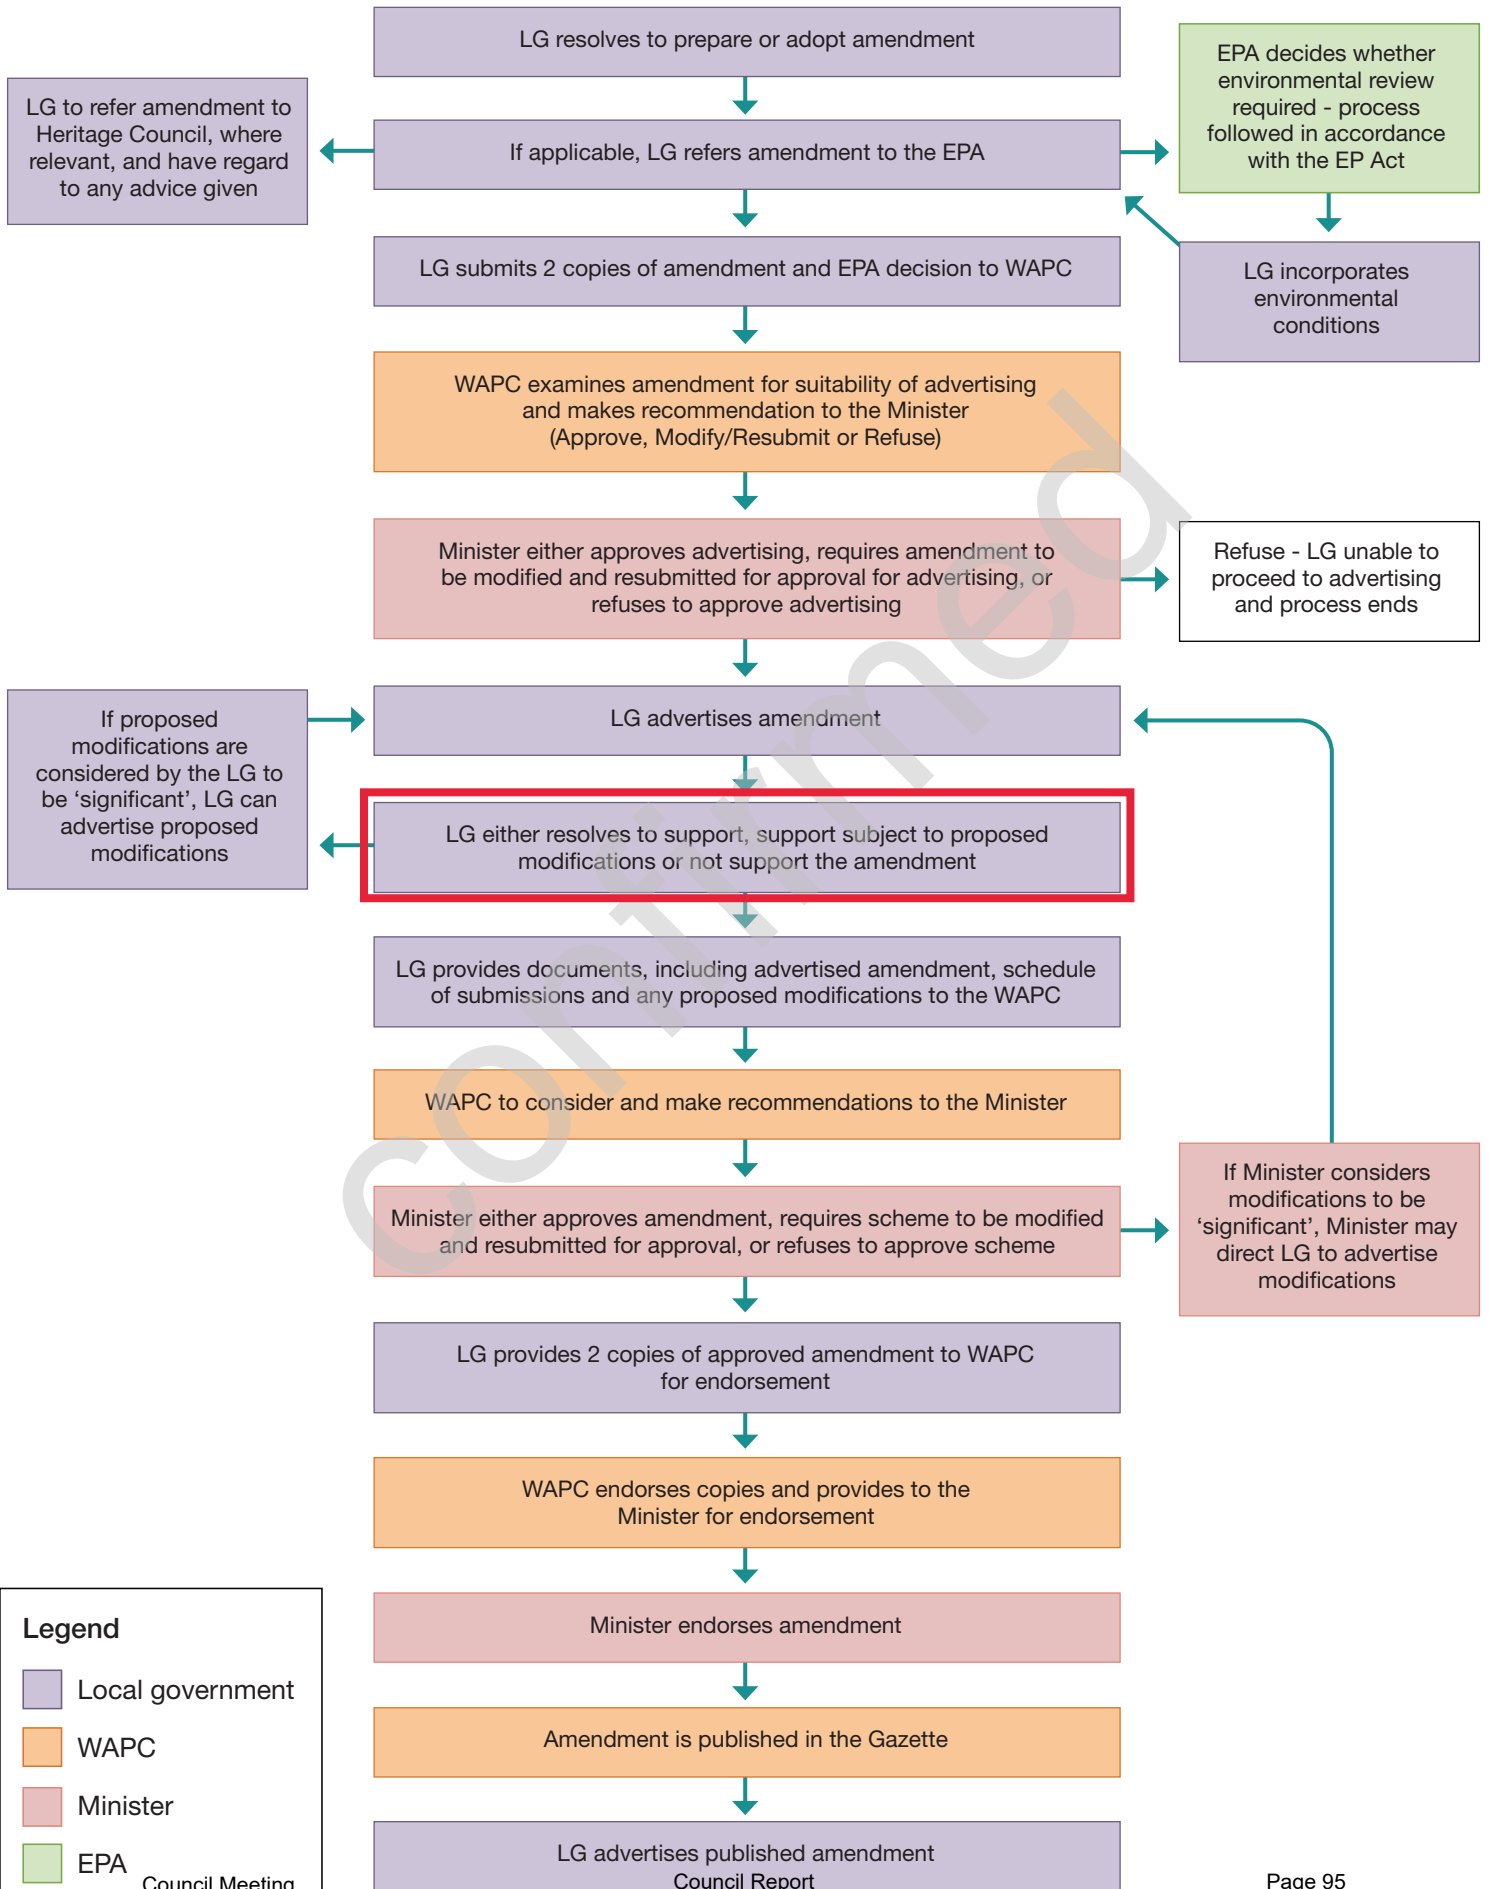 LG resolves to prepare or adopt amendment
LG to refer amendment to
Heritage Council, where
relevant, and have regard
to any advice given
If applicable, LG refers amendment to the EPA
EPA decides whether
environmental review
required - process
followed in accordance
with the EP Act
LG submits 2 copies of amendment and EPA decision to WAPC
LG incorporates
environmental
conditions
WAPC examines amendment for suitability of advertising
and makes recommendation to the Minister
(Approve, Modify/Resubmit or Refuse)
Minister either approves advertising, requires amendment to
be modified and resubmitted for approval for advertising, or
refuses to approve advertising
Refuse - LG unable to
proceed to advertising
and process ends
If proposed
modifications are
considered by the LG to
be ‘significant’, LG can
advertise proposed
modifications
LG advertises amendment
LG either resolves to support, support subject to proposed
modifications or not support the amendment
LG provides documents, including advertised amendment, schedule
of submissions and any proposed modifications to the WAPC
WAPC to consider and make recommendations to the Minister
Minister either approves amendment, requires scheme to be modified
and resubmitted for approval, or refuses to approve scheme
If Minister considers
modifications to be
‘significant’, Minister may
direct LG to advertise
modifications
LG provides 2 copies of approved amendment to WAPC
for endorsement
WAPC endorses copies and provides to the
Minister for endorsement
Minister endorses amendment
Amendment is published in the Gazette
LG advertises published amendment
Legend
Local government
WAPC
Minister
EPA
Council Meeting
Council Report
Page 95
confirmed